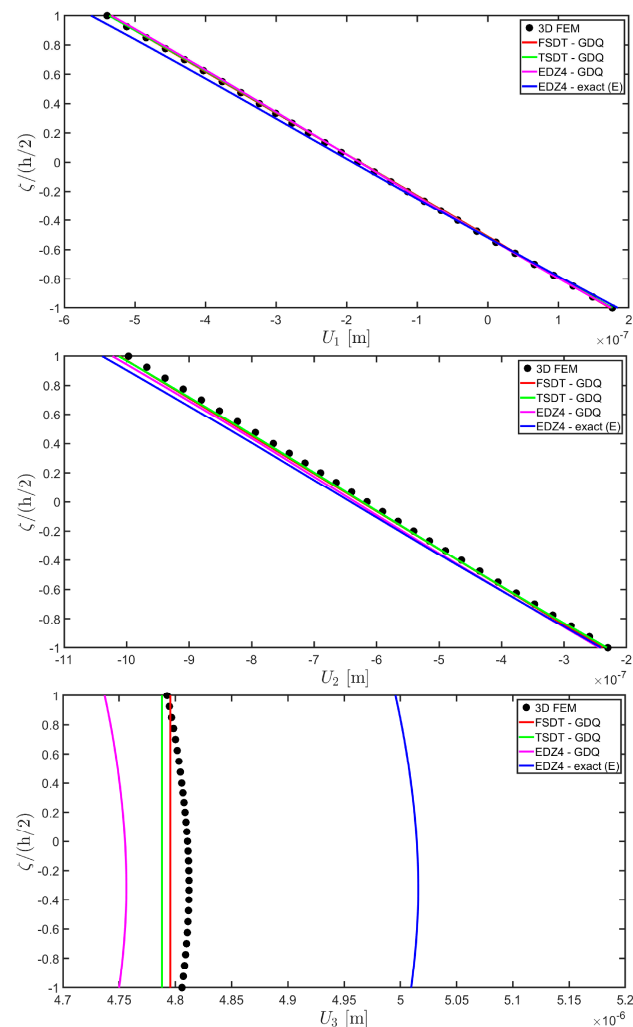 1
0.8
0.6
0.4
0.2
0
-0.2
-0.4
-0.6
-0.8
-1
ζ/(h/2)
3D FEM
FSDT - GDQ
TSDT - GDQ
EDZ4 - GDQ
EDZ4 - exact (E)
-6 -5 -4 -3 -2 -1 0 1 2
U₁ [m]
×10⁻⁷
1
0.8
0.6
0.4
0.2
0
-0.2
-0.4
-0.6
-0.8
-1
ζ/(h/2)
3D FEM
FSDT - GDQ
TSDT - GDQ
EDZ4 - GDQ
EDZ4 - exact (E)
-11 -10 -9 -8 -7 -6 -5 -4 -3 -2
U₂ [m]
×10⁻⁷
1
0.8
0.6
0.4
0.2
0
-0.2
-0.4
-0.6
-0.8
-1
ζ/(h/2)
3D FEM
FSDT - GDQ
TSDT - GDQ
EDZ4 - GDQ
EDZ4 - exact (E)
4.7 4.75 4.8 4.85 4.9 4.95 5 5.05 5.1 5.15 5.2
U₃ [m]
×10⁻⁶